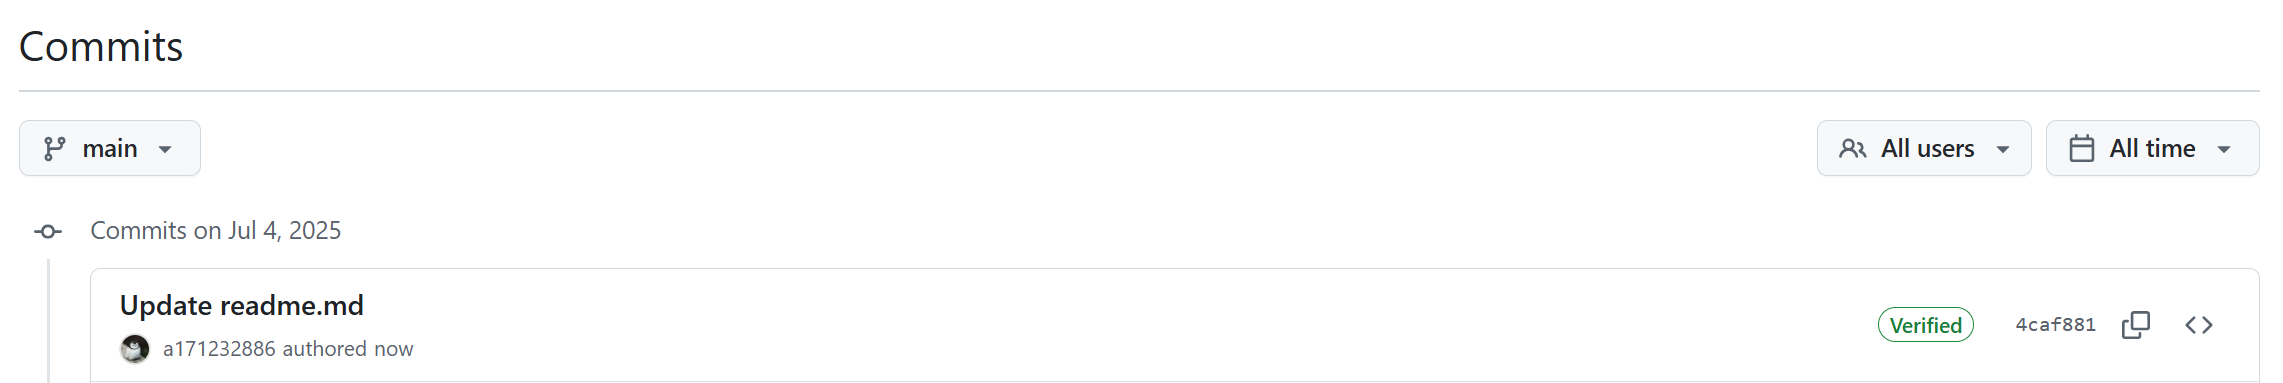 Commits
main
All users
All time
Commits on Jul 4, 2025
Update readme.md
Verified
4caf881
a171232886 authored now